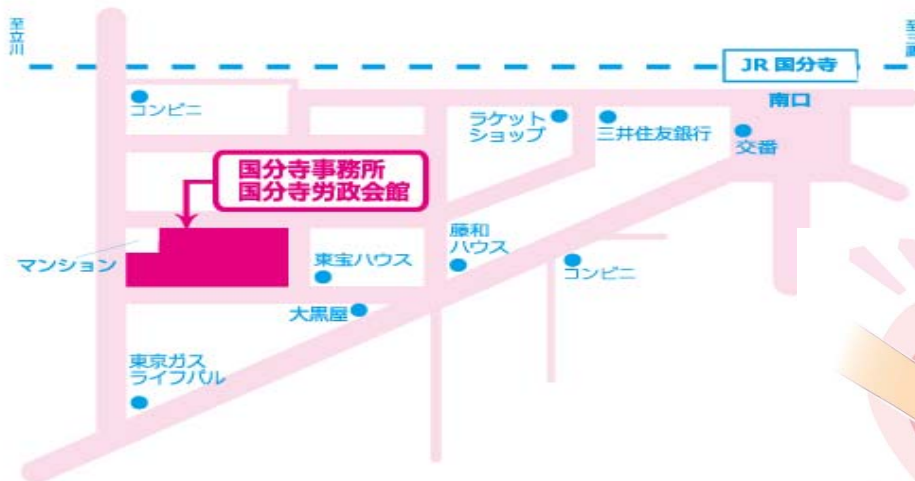 至立川
至三鷹
JR 国分寺
南口
コンビニ
ラケット
ショップ
三井住友銀行
交番
国分寺事務所
国分寺労政会館
マンション
東宝ハウス
藤和
ハウス
コンビニ
大黒屋
東京ガス
ライフバル